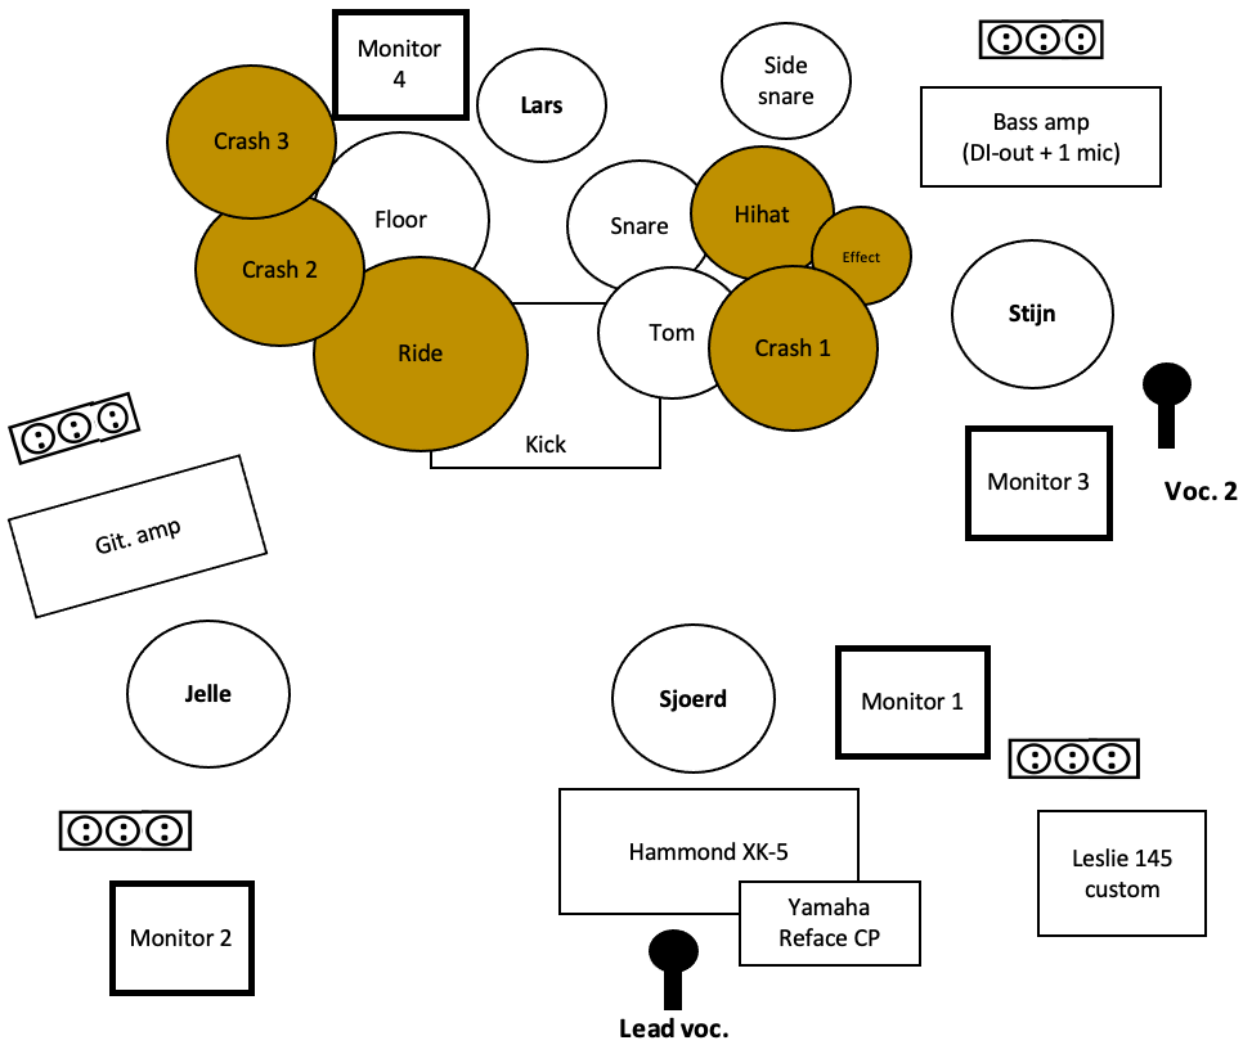 Monitor
4
Lars
Side
snare
Bass amp
(DI-out + 1 mic)
Crash 3
Floor
Snare
Hihat
Effect
Crash 2
Stijn
Ride
Tom
Crash 1
Kick
Monitor 3
Voc. 2
Git. amp
Jelle
Sjoerd
Monitor 1
Hammond XK-5
Leslie 145
custom
Yamaha
Reface CP
Monitor 2
Lead voc.